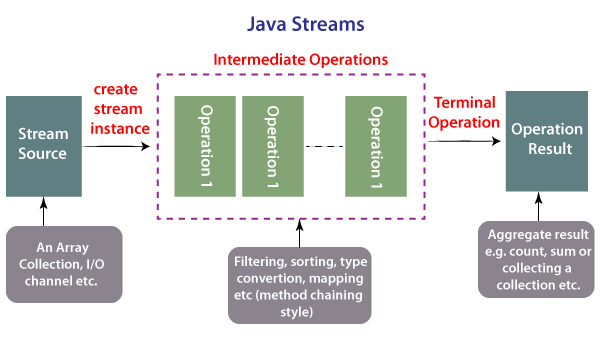 Java Streams
Intermediate Operations
create
stream
instance
Stream
Source
Operation 1
Operation 1
Operation 1
Terminal
Operation
Operation
Result
An Array
Collection, I/O
channel etc.
Filtering, sorting, type
convertion, mapping
etc (method chaining
style)
Aggregate result
e.g. count, sum or
collecting a
collection etc.